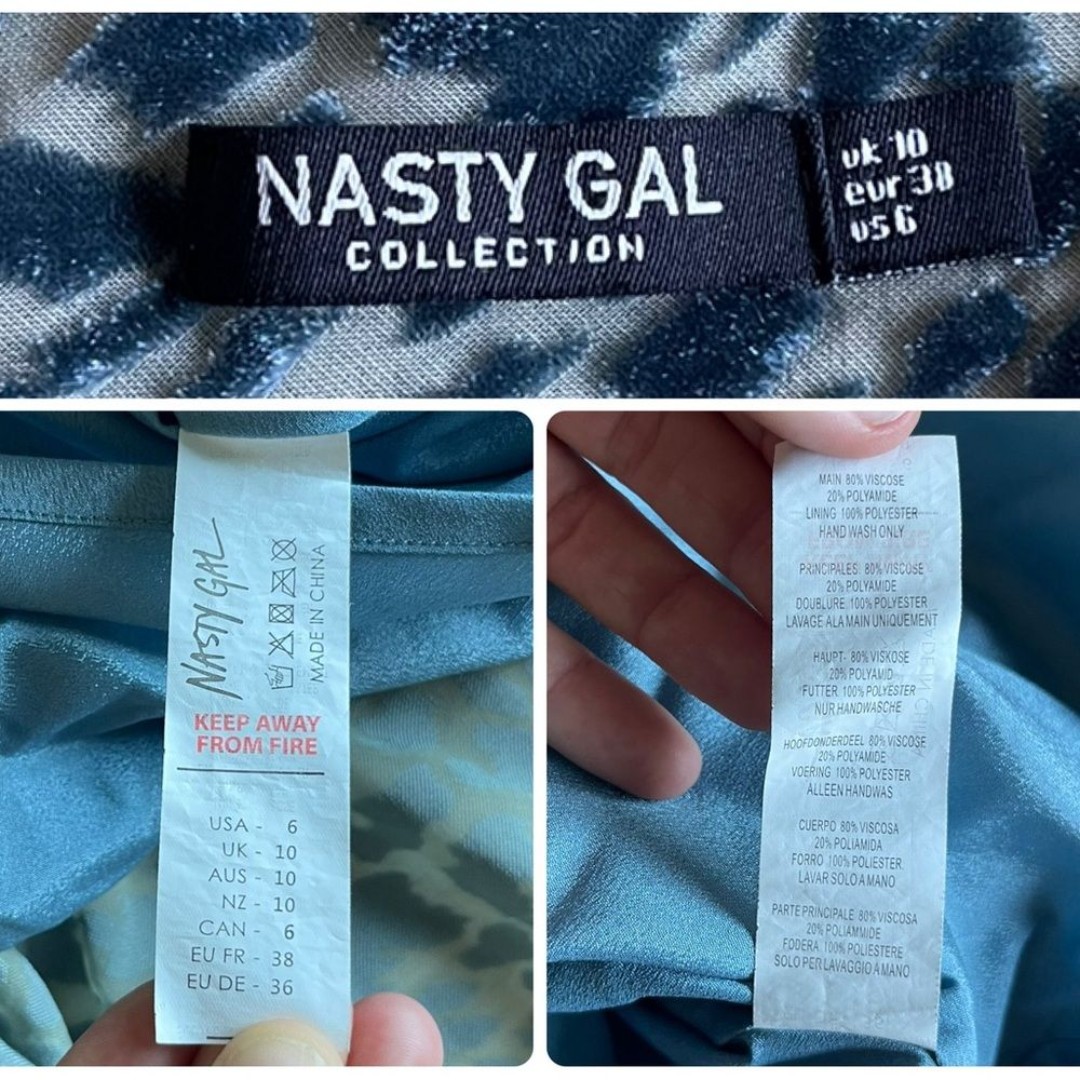 NASTY GAL
COLLECTION
uk 10
eur 38
us 6
NASTY GAL
MADE IN CHINA
KEEP AWAY
FROM FIRE
USA - 6
UK - 10
AUS - 10
NZ - 10
CAN - 6
EU FR - 38
EU DE - 36
MAIN 80% VISCOSE
20% POLYAMIDE
LINING 100% POLYESTER
HAND WASH ONLY
PRINCIPALES: 80% VISCOSE
20% POLYAMIDE
DOUBLURE: 100% POLYESTER
LAVAGE ALA MAIN UNIQUEMENT
HAUPT- 80% VISKOSE
20% POLYAMID
FUTTER 100% POLYESTER
NUR HANDWASCHE
HOOFDONDERDEEL 80% VISCOSE
20% POLYAMIDE
VOERING 100% POLYESTER
ALLEEN HANDWAS
CUERPO 80% VISCOSA
20% POLIAMIDA
FORRO 100% POLIESTER
LAVAR SOLO A MANO
PARTE PRINCIPALE 80% VISCOSA
20% POLIAMMIDE
FODERA 100% POLIESTERE
SOLO PER LAVAGGIO A MANO